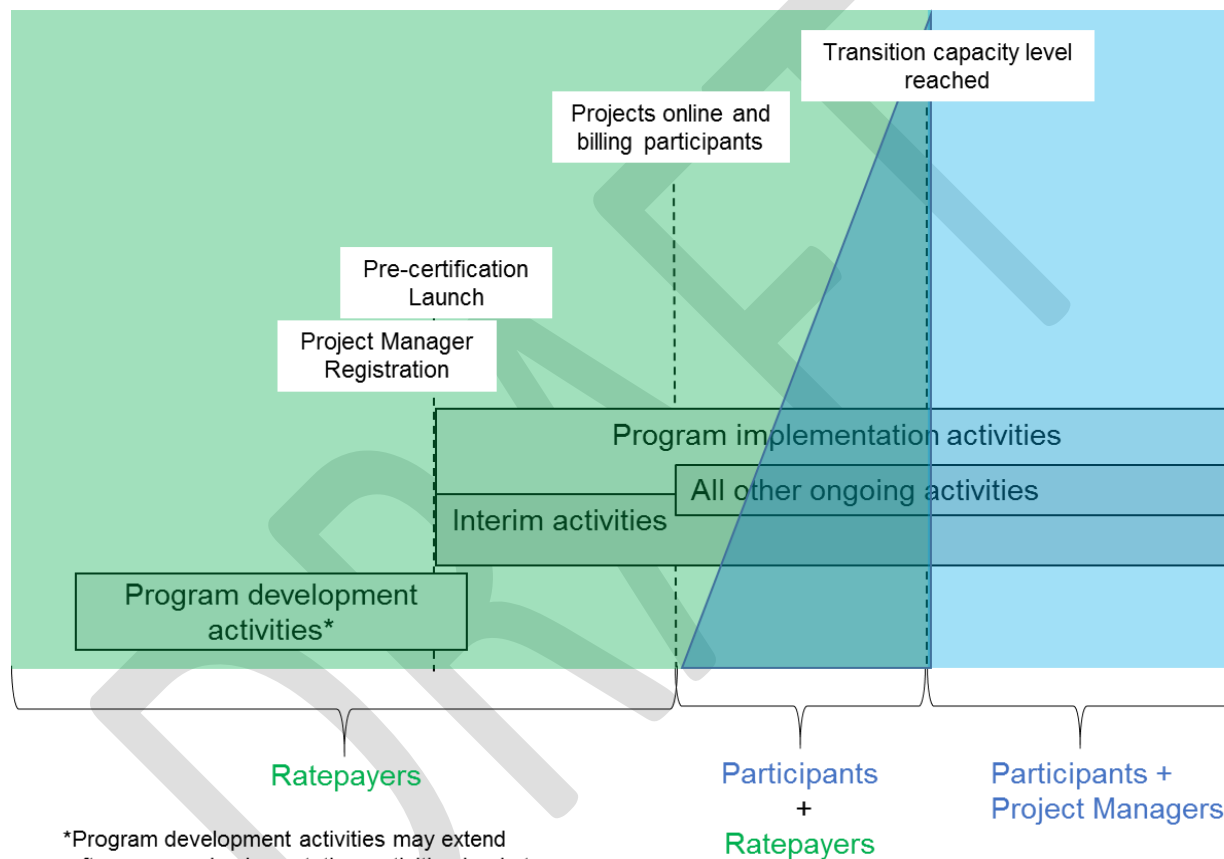 Transition capacity level
reached
Projects online and
billing participants
Pre-certification
Launch
Project Manager
Registration
Program implementation activities
All other ongoing activities
Interim activities
Program development
activities*
Ratepayers
Participants
+
Ratepayers
Participants +
Project Managers
*Program development activities may extend
DRAFT